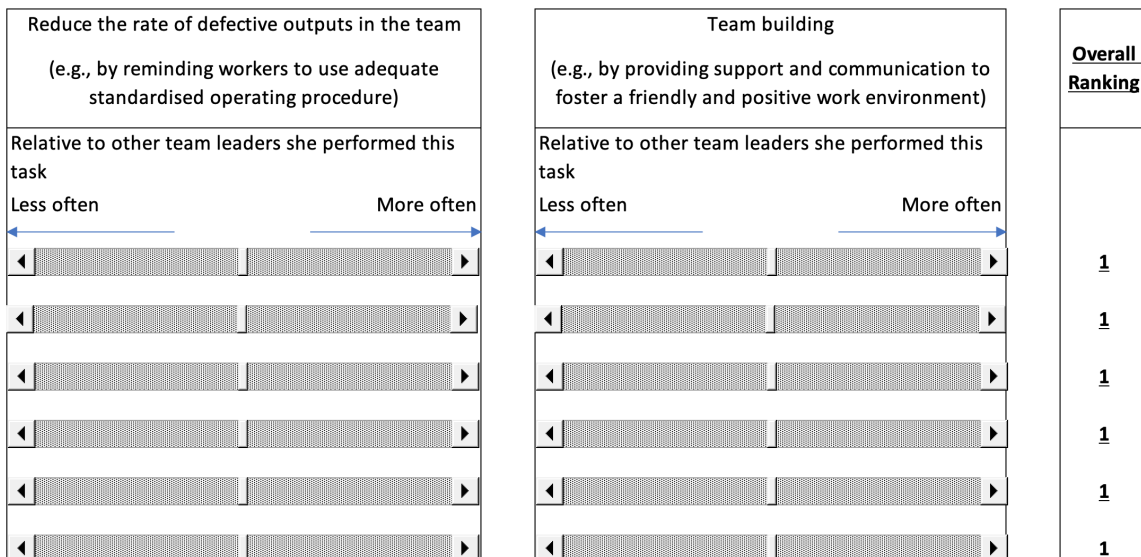 Reduce the rate of defective outputs in the team
(e.g., by reminding workers to use adequate
standardised operating procedure)
Relative to other team leaders she performed this
task
Less often More often
Team building
(e.g., by providing support and communication to
foster a friendly and positive work environment)
Relative to other team leaders she performed this
task
Less often More often
Overall
Ranking
1
1
1
1
1
1